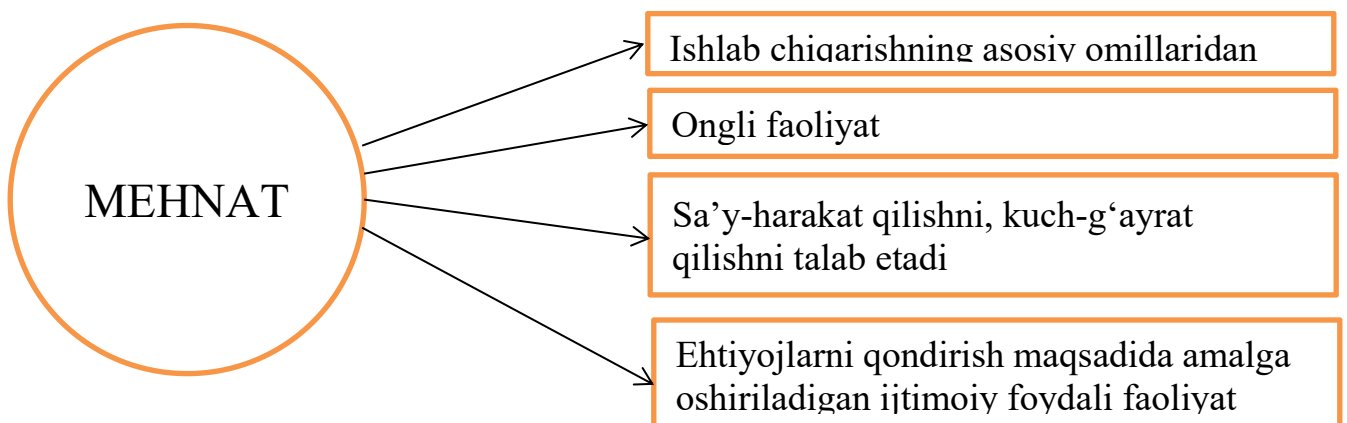 Ishlab chiqarishning asosiy omillaridan
Ongli faoliyat
MEHNAT
Sa’y-harakat qilishni, kuch-g‘ayrat
qilishni talab etadi
Ehtiyojlarni qondirish maqsadida amalga
oshiriladigan ijtimoiy foydali faoliyat